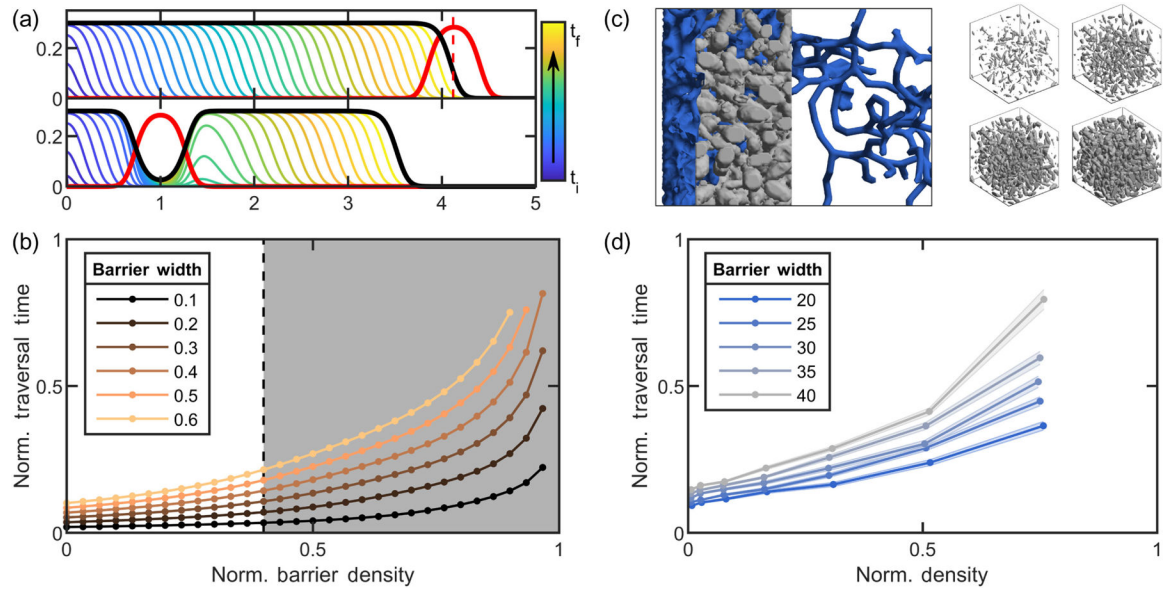 (a)
0.2
0
0.2
0
0 1 2 3 4 5
t_f
t_i
(b)
1
0.5
0
Norm. traversal time
Barrier width
0.1
0.2
0.3
0.4
0.5
0.6
0 0.5 1
Norm. barrier density
(c)
(d)
1
0.5
0
Norm. traversal time
Barrier width
20
25
30
35
40
0 0.5 1
Norm. density